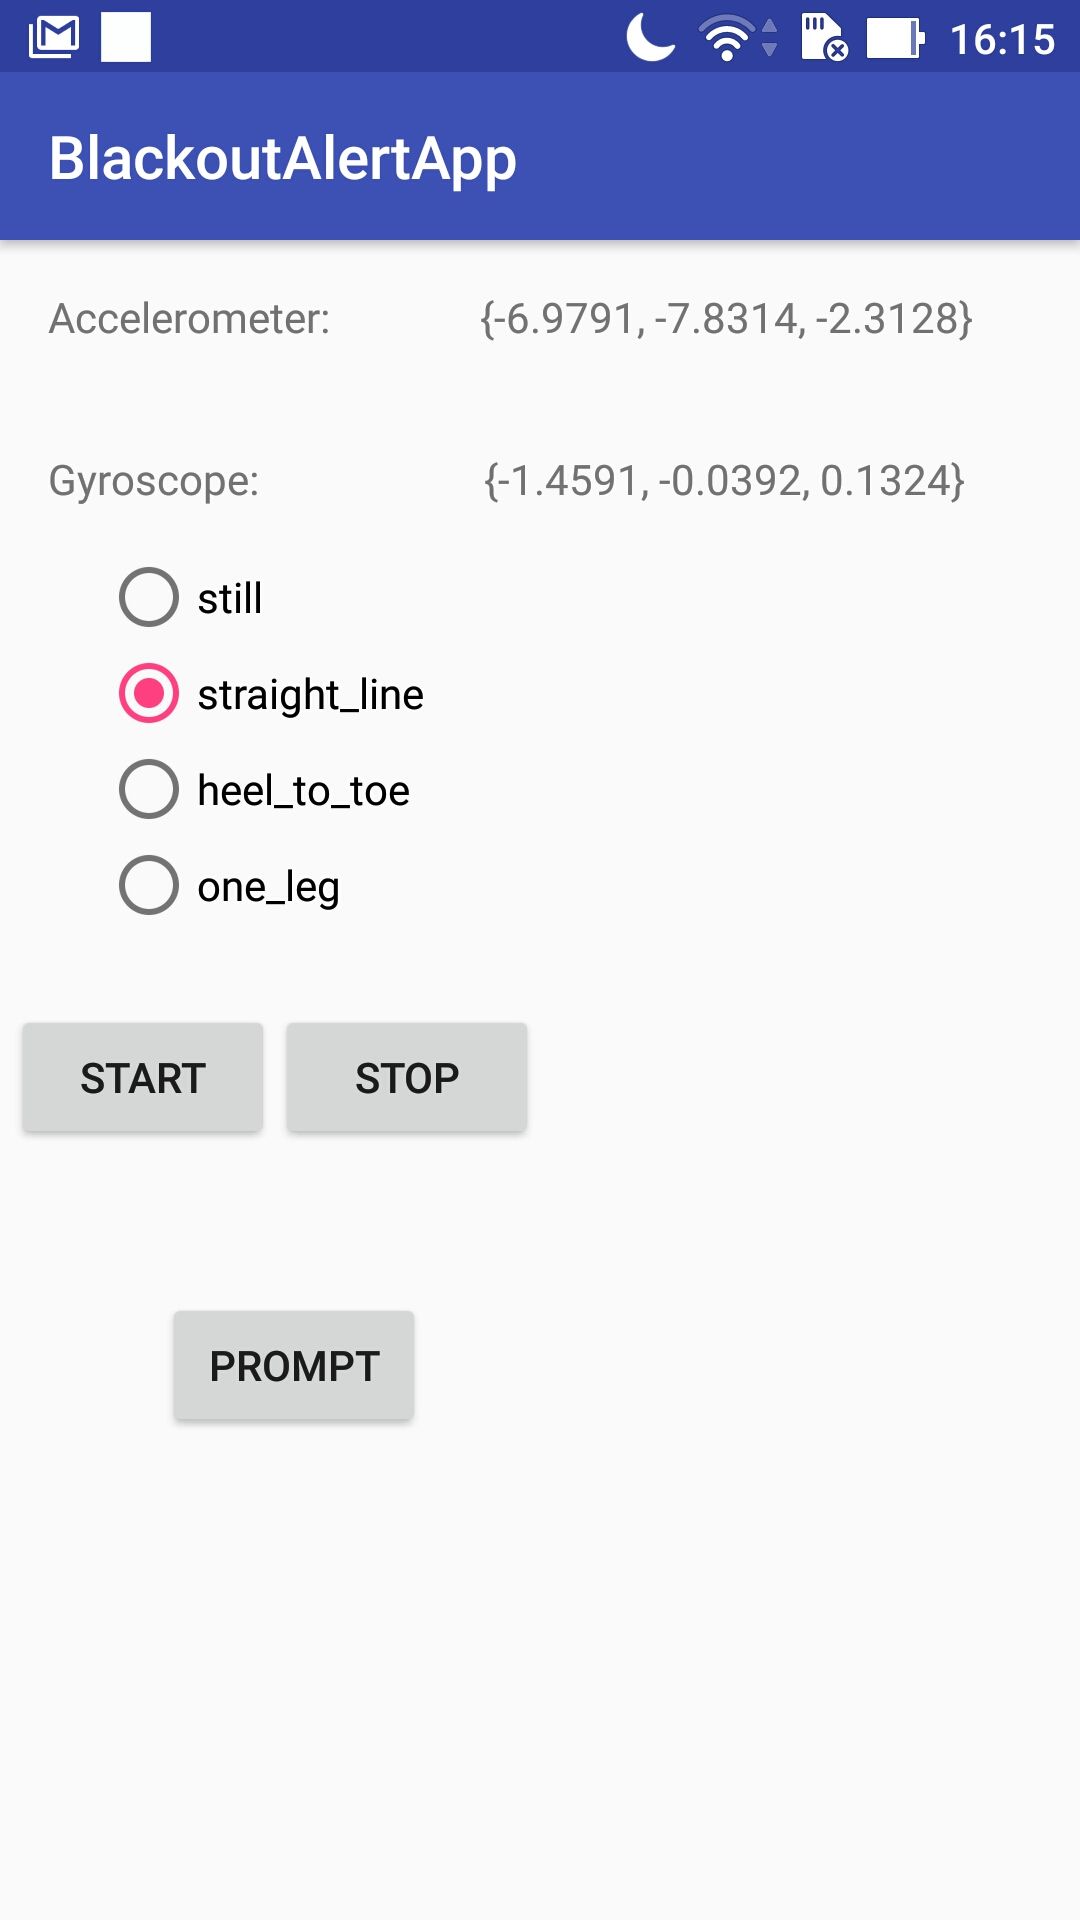 16:15
BlackoutAlertApp
Accelerometer: {-6.9791, -7.8314, -2.3128}
Gyroscope: {-1.4591, -0.0392, 0.1324}
still
straight_line
heel_to_toe
one_leg
START STOP
PROMPT